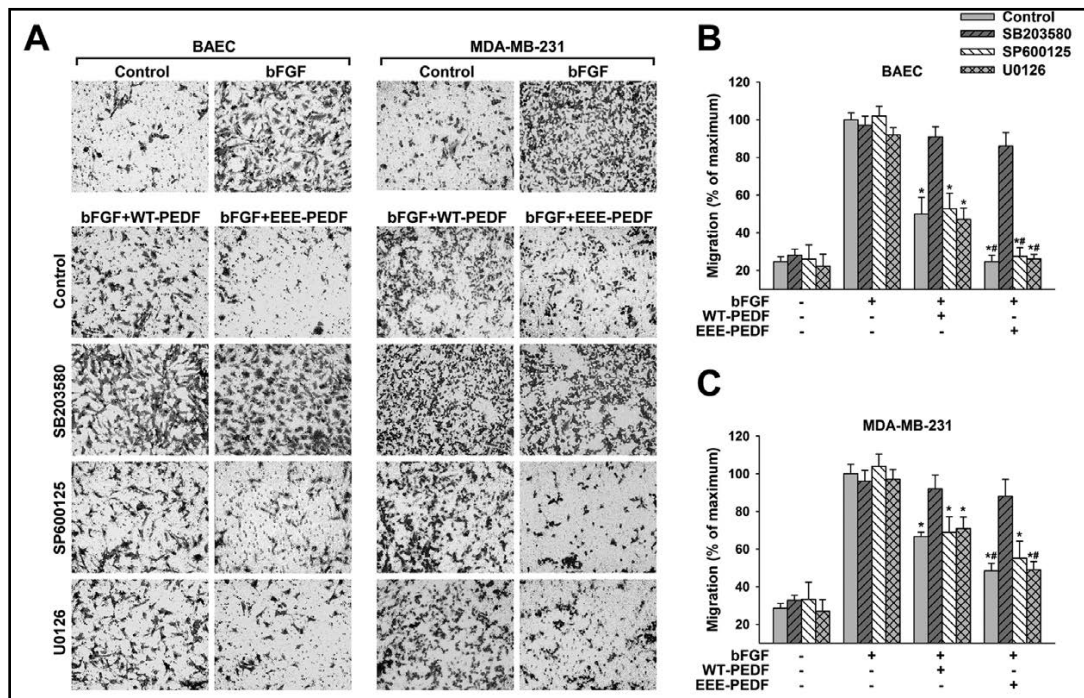 A
BAEC
MDA-MB-231
Control
bFGF
Control
bFGF
bFGF+WT-PEDF
bFGF+EEE-PEDF
bFGF+WT-PEDF
bFGF+EEE-PEDF
Control
SB203580
SP600125
U0126
B
Control
SB203580
SP600125
U0126
BAEC
Migration (% of maximum)
120
100
80
60
40
20
* * *
*# *# *#
bFGF - + + +
WT-PEDF - +
EEE-PEDF - +
C
MDA-MB-231
Migration (% of maximum)
120
100
80
60
40
20
* * *
*# * *#
bFGF - + + +
WT-PEDF - +
EEE-PEDF - +